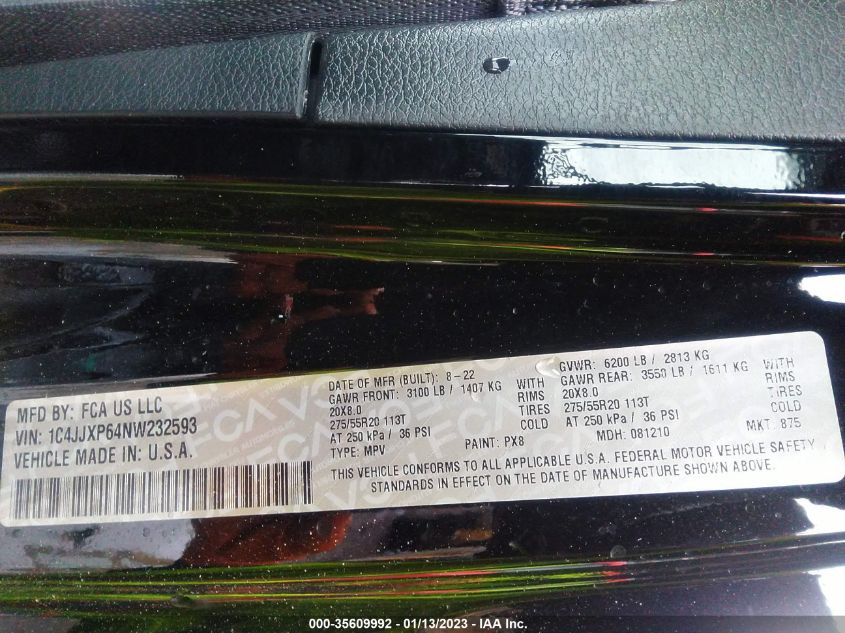 MFD BY: FCA US LLC
VIN: 1C4JJXP64NW232593
VEHICLE MADE IN: U.S.A.
DATE OF MFR (BUILT): 8-22 GVWR: 6200 LB / 2813 KG
GAWR FRONT: 3100 LB / 1407 KG WITH GAWR REAR: 3550 LB / 1611 KG WITH
20X8.0 RIMS 20X8.0 RIMS
275/55R20 113T TIRES 275/55R20 113T TIRES
AT 250 kPa / 36 PSI COLD AT 250 kPa / 36 PSI COLD
TYPE: MPV PAINT: PX8 MDH: 081210 MKT: 875
THIS VEHICLE CONFORMS TO ALL APPLICABLE U.S.A. FEDERAL MOTOR VEHICLE SAFETY
STANDARDS IN EFFECT ON THE DATE OF MANUFACTURE SHOWN ABOVE.
000-35609992 - 01/13/2023 - IAA Inc.